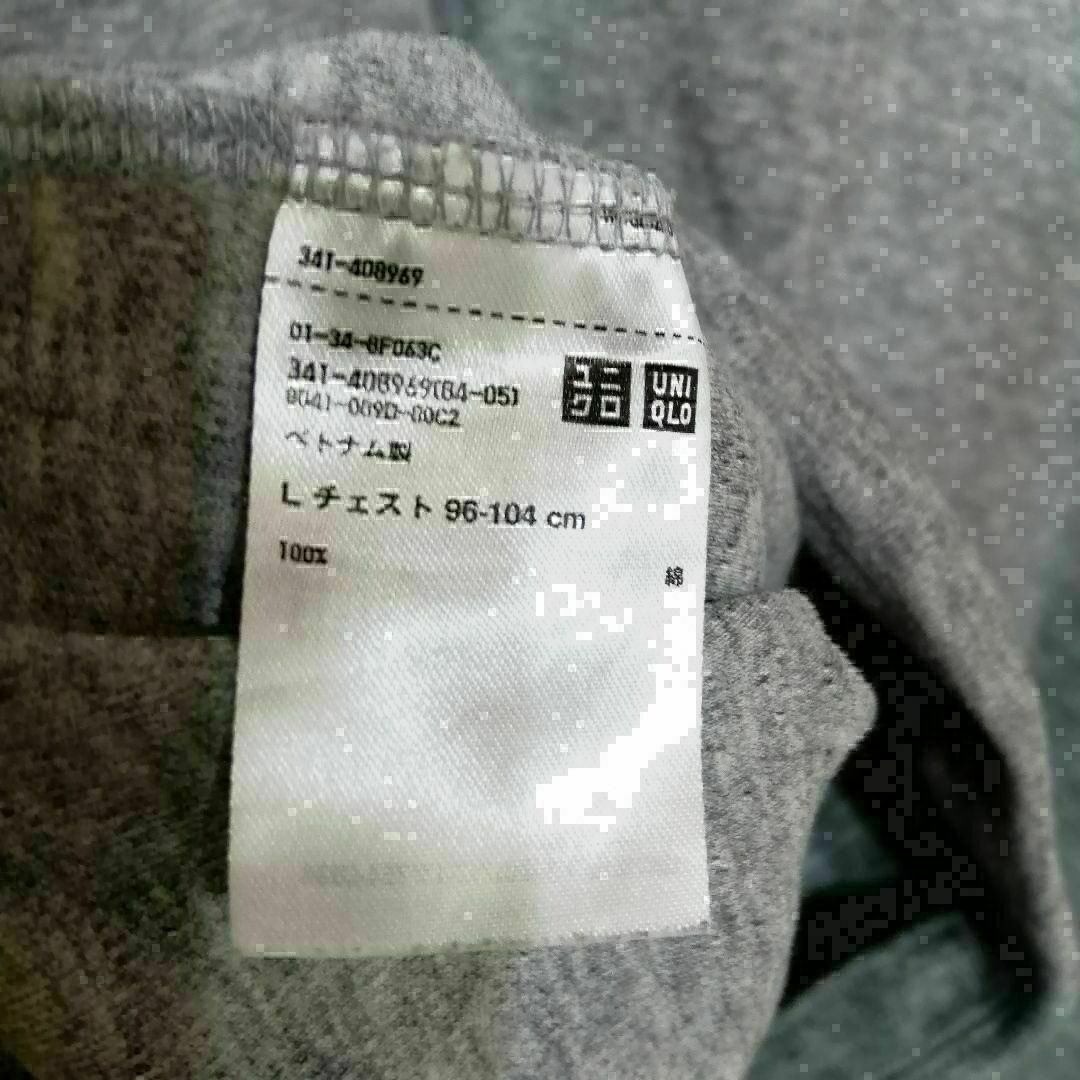 341-408969
01-34-8F063C
341-408969(84-05)
ユニクロ
UNIQLO
ベトナム製
L チェスト 96-104 cm
100%
綿